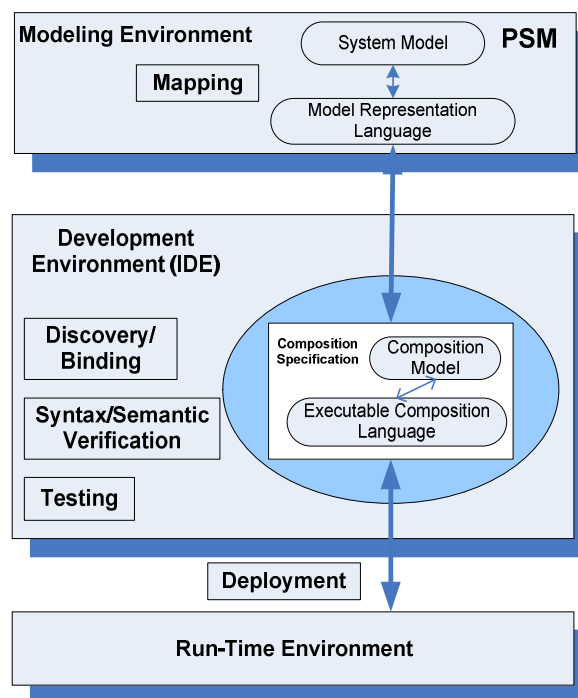 Modeling Environment
System Model
PSM
Mapping
Model Representation
Language
Development
Environment (IDE)
Discovery/
Binding
Composition
Specification
Composition
Model
Syntax/Semantic
Verification
Executable Composition
Language
Testing
Deployment
Run-Time Environment